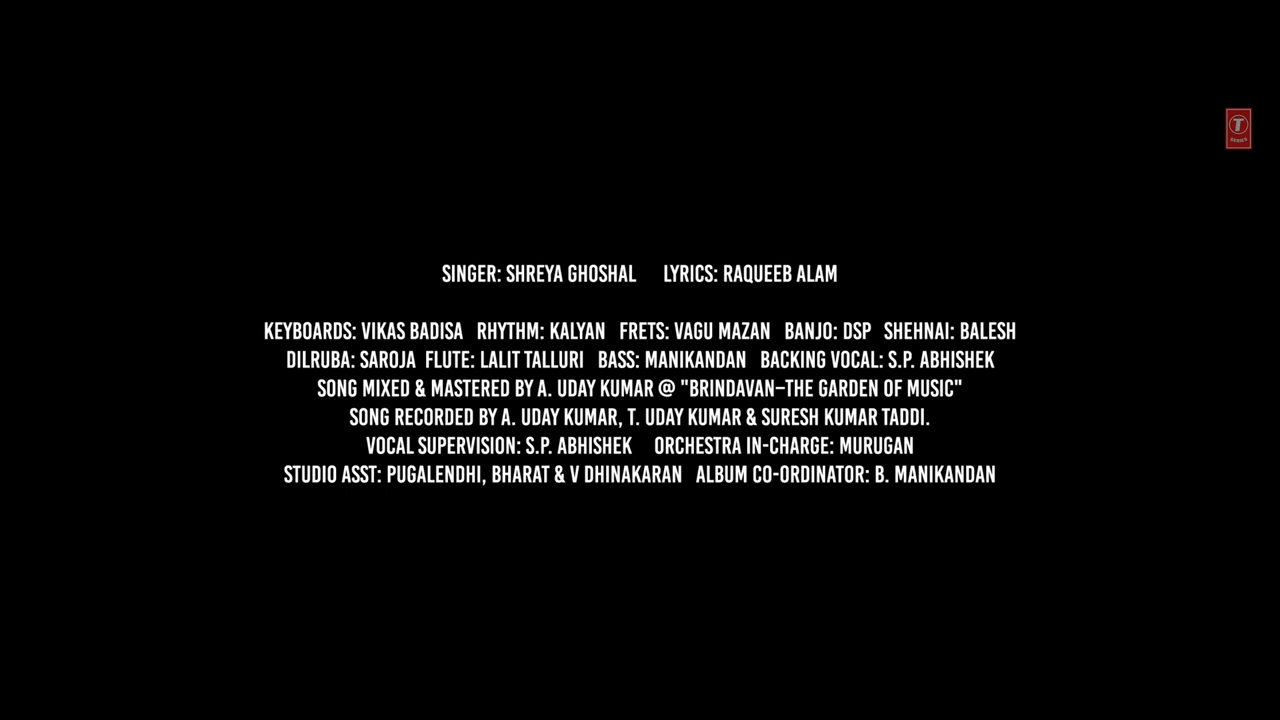 T
SERIES
SINGER: SHREYA GHOSHAL LYRICS: RAQUEEB ALAM
KEYBOARDS: VIKAS BADISA RHYTHM: KALYAN FRETS: VAGU MAZAN BANJO: DSP SHEHNAI: BALESH
DILRUBA: SAROJA FLUTE: LALIT TALLURI BASS: MANIKANDAN BACKING VOCAL: S.P. ABHISHEK
SONG MIXED & MASTERED BY A. UDAY KUMAR @ "BRINDAVAN–THE GARDEN OF MUSIC"
SONG RECORDED BY A. UDAY KUMAR, T. UDAY KUMAR & SURESH KUMAR TADDI.
VOCAL SUPERVISION: S.P. ABHISHEK ORCHESTRA IN-CHARGE: MURUGAN
STUDIO ASST: PUGALENDHI, BHARAT & V DHINAKARAN ALBUM CO-ORDINATOR: B. MANIKANDAN